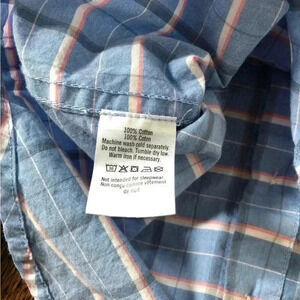 100% Cotton
100% Coton
Machine wash cold separately.
Do not bleach. Tumble dry low.
Warm iron if necessary.
Not intended for sleepwear
Non conçu comme vêtement
de nuit